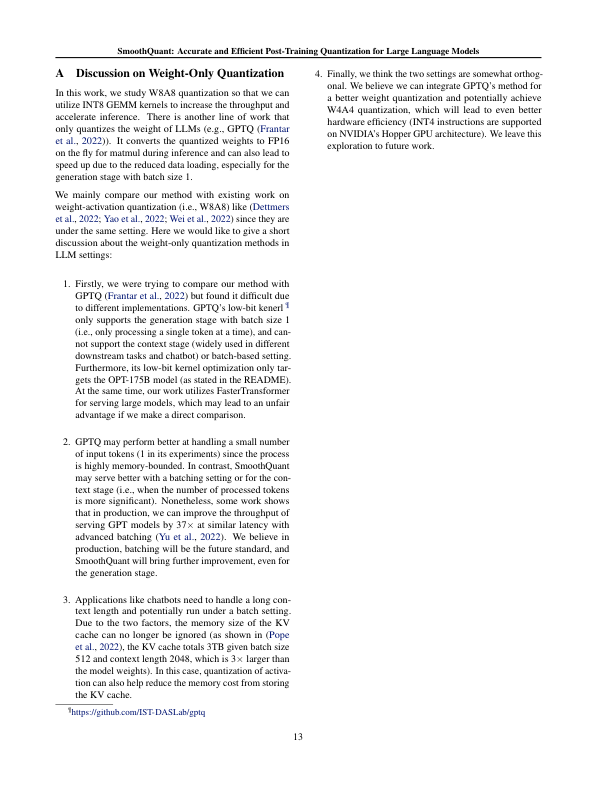 SmoothQuant: Accurate and Efficient Post-Training Quantization for Large Language Models
A Discussion on Weight-Only Quantization
In this work, we study W8A8 quantization so that we can
utilize INT8 GEMM kernels to increase the throughput and
accelerate inference. There is another line of work that
only quantizes the weight of LLMs (e.g., GPTQ (Frantar
et al., 2022)). It converts the quantized weights to FP16
on the fly for matmul during inference and can also lead to
speed up due to the reduced data loading, especially for the
generation stage with batch size 1.
We mainly compare our method with existing work on
weight-activation quantization (i.e., W8A8) like (Dettmers
et al., 2022; Yao et al., 2022; Wei et al., 2022) since they are
under the same setting. Here we would like to give a short
discussion about the weight-only quantization methods in
LLM settings:
1. Firstly, we were trying to compare our method with
GPTQ (Frantar et al., 2022) but found it difficult due
to different implementations. GPTQ's low-bit kenerl ¶
only supports the generation stage with batch size 1
(i.e., only processing a single token at a time), and can-
not support the context stage (widely used in different
downstream tasks and chatbot) or batch-based setting.
Furthermore, its low-bit kernel optimization only tar-
gets the OPT-175B model (as stated in the README).
At the same time, our work utilizes FasterTransformer
for serving large models, which may lead to an unfair
advantage if we make a direct comparison.
2. GPTQ may perform better at handling a small number
of input tokens (1 in its experiments) since the process
is highly memory-bounded. In contrast, SmoothQuant
may serve better with a batching setting or for the con-
text stage (i.e., when the number of processed tokens
is more significant). Nonetheless, some work shows
that in production, we can improve the throughput of
serving GPT models by 37× at similar latency with
advanced batching (Yu et al., 2022). We believe in
production, batching will be the future standard, and
SmoothQuant will bring further improvement, even for
the generation stage.
3. Applications like chatbots need to handle a long con-
text length and potentially run under a batch setting.
Due to the two factors, the memory size of the KV
cache can no longer be ignored (as shown in (Pope
et al., 2022), the KV cache totals 3TB given batch size
512 and context length 2048, which is 3× larger than
the model weights). In this case, quantization of activa-
tion can also help reduce the memory cost from storing
the KV cache.
¶https://github.com/IST-DASLab/gptq
4. Finally, we think the two settings are somewhat orthog-
onal. We believe we can integrate GPTQ's method for
a better weight quantization and potentially achieve
W4A4 quantization, which will lead to even better
hardware efficiency (INT4 instructions are supported
on NVIDIA's Hopper GPU architecture). We leave this
exploration to future work.
13